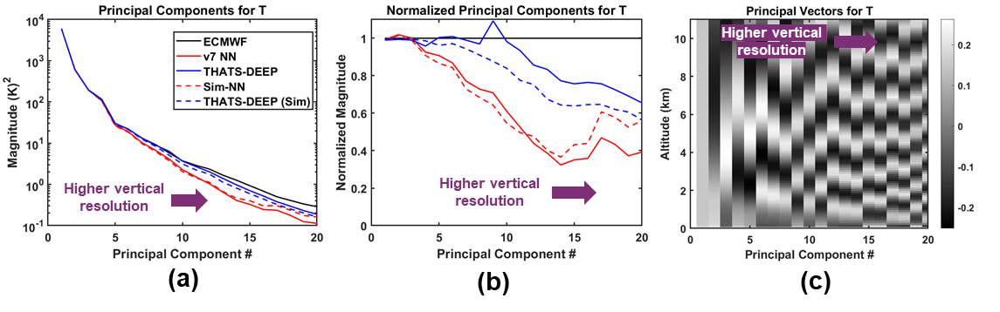 Principal Components for T
10^4
10^3
10^2
10^1
10^0
10^-1
Magnitude (K)^2
ECMWF
v7 NN
THATS-DEEP
Sim-NN
THATS-DEEP (Sim)
Higher vertical
resolution
0
5
10
15
20
Principal Component #
(a)
Normalized Principal Components for T
1
0.8
0.6
0.4
0.2
0
Normalized Magnitude
Higher vertical
resolution
0
5
10
15
20
Principal Component #
(b)
Principal Vectors for T
10
8
6
4
2
0
Altitude (km)
Higher vertical
resolution
0
5
10
15
20
Principal Component #
0.2
0.1
0
-0.1
-0.2
(c)